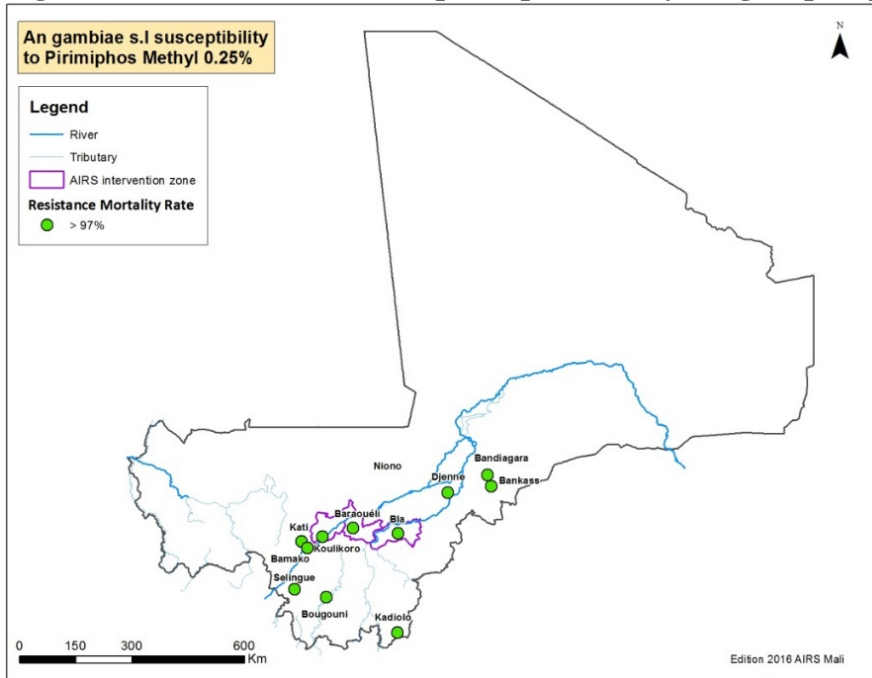 An gambiae s.l susceptibility
to Pirimiphos Methyl 0.25%
N
Legend
River
Tributary
AIRS intervention zone
Resistance Mortality Rate
> 97%
Niono
Bandiagara
Djenne
Bankass
Baraouéli
Bla
Kati
Koulikoro
Bamako
Selingue
Bougouni
Kadiolo
0 150 300 600
Km
Edition 2016 AIRS Mali